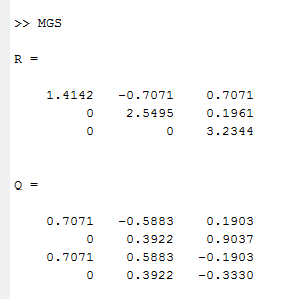 >> MGS
R =
1.4142 -0.7071 0.7071
0 2.5495 0.1961
0 0 3.2344
Q =
0.7071 -0.5883 0.1903
0 0.3922 0.9037
0.7071 0.5883 -0.1903
0 0.3922 -0.3330